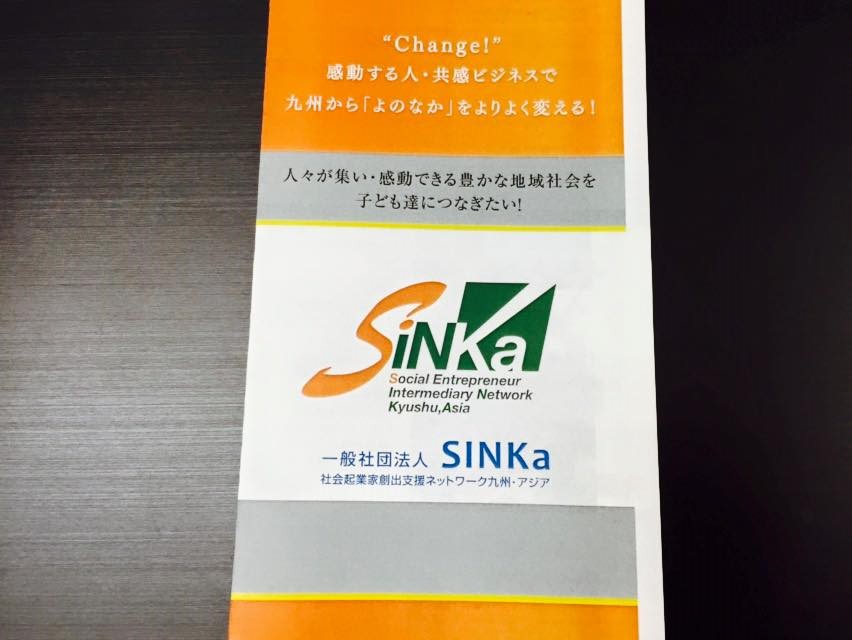 “Change!”
感動する人・共感ビジネスで
九州から「よのなか」をよりよく変える!
人々が集い・感動できる豊かな地域社会を
子ども達につなぎたい!
SiNKa
Social Entrepreneur
Intermediary Network
Kyushu,Asia
一般社団法人 SINKa
社会起業家創出支援ネットワーク九州・アジア